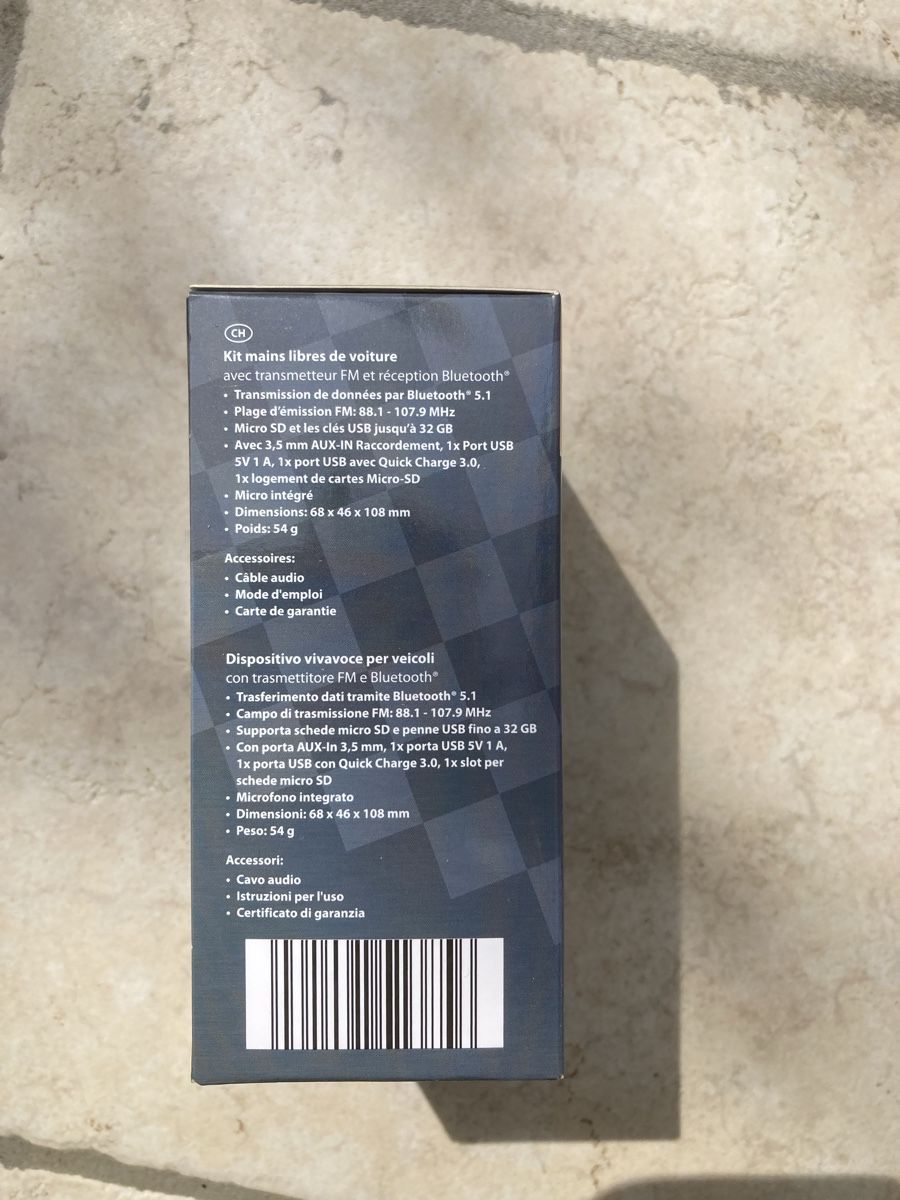 CH
Kit mains libres de voiture
avec transmetteur FM et réception Bluetooth®
• Transmission de données par Bluetooth® 5.1
• Plage d'émission FM: 88.1 - 107.9 MHz
• Micro SD et les clés USB jusqu'à 32 GB
• Avec 3,5 mm AUX-IN Raccordement, 1x Port USB
5V 1 A, 1x port USB avec Quick Charge 3.0,
1x logement de cartes Micro-SD
• Micro intégré
• Dimensions: 68 x 46 x 108 mm
• Poids: 54 g
Accessoires:
• Câble audio
• Mode d'emploi
• Carte de garantie
Dispositivo vivavoce per veicoli
con trasmettitore FM e Bluetooth®
• Trasferimento dati tramite Bluetooth® 5.1
• Campo di trasmissione FM: 88.1 - 107.9 MHz
• Supporta schede micro SD e penne USB fino a 32 GB
• Con porta AUX-In 3,5 mm, 1x porta USB 5V 1 A,
1x porta USB con Quick Charge 3.0, 1x slot per
schede micro SD
• Microfono integrato
• Dimensioni: 68 x 46 x 108 mm
• Peso: 54 g
Accessori:
• Cavo audio
• Istruzioni per l'uso
• Certificato di garanzia